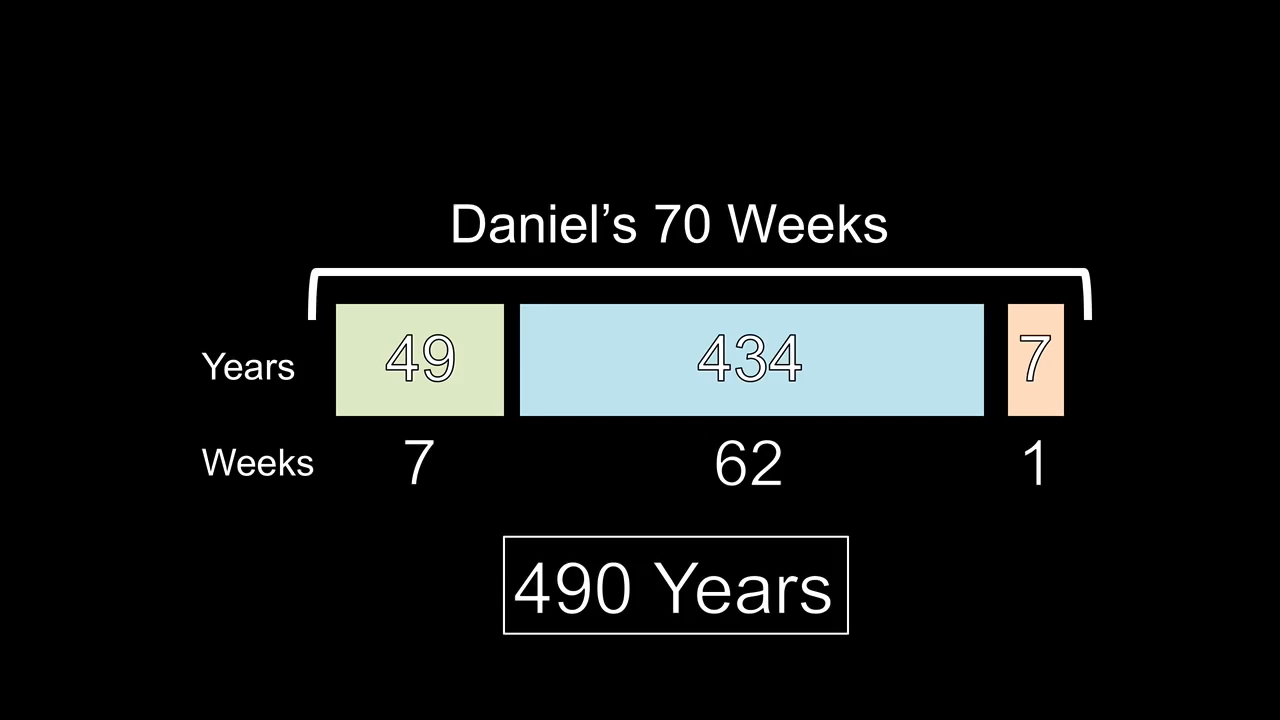 Daniel’s 70 Weeks
Years 49 434 7
Weeks 7 62 1
490 Years